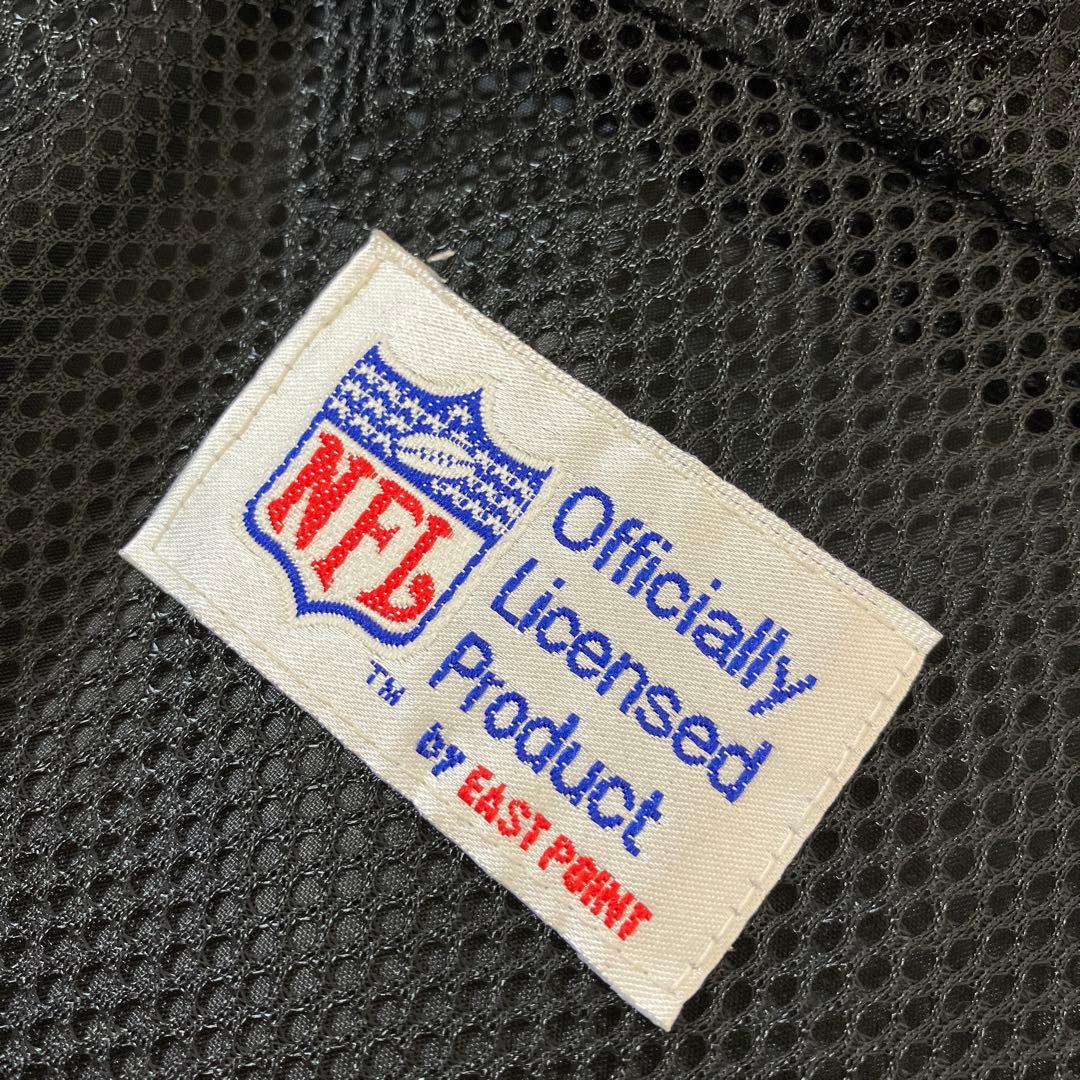 NFL
TM
Officially
Licensed
Product
by EAST POINT